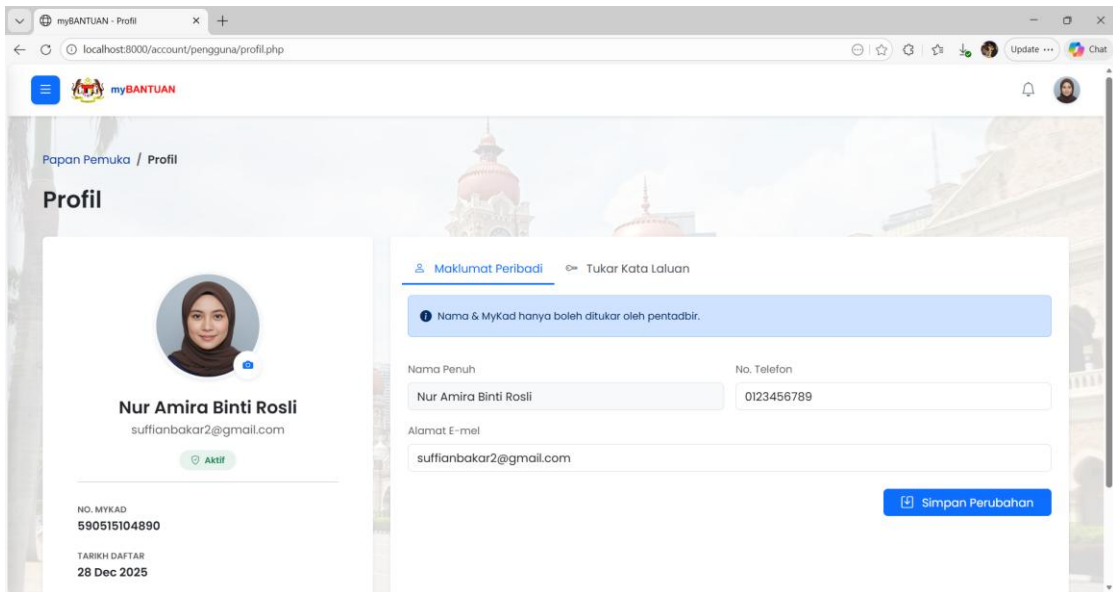 myBANTUAN - Profil
localhost:8000/account/pengguna/profil.php
Update
Chat
myBANTUAN
Papan Pemuka / Profil
Profil
Maklumat Peribadi
Tukar Kata Laluan
Nama & MyKad hanya boleh ditukar oleh pentadbir.
Nama Penuh
No. Telefon
Nur Amira Binti Rosli
0123456789
Alamat E-mel
suffianbakar2@gmail.com
Simpan Perubahan
Nur Amira Binti Rosli
suffianbakar2@gmail.com
Aktif
NO. MYKAD
590515104890
TARIKH DAFTAR
28 Dec 2025